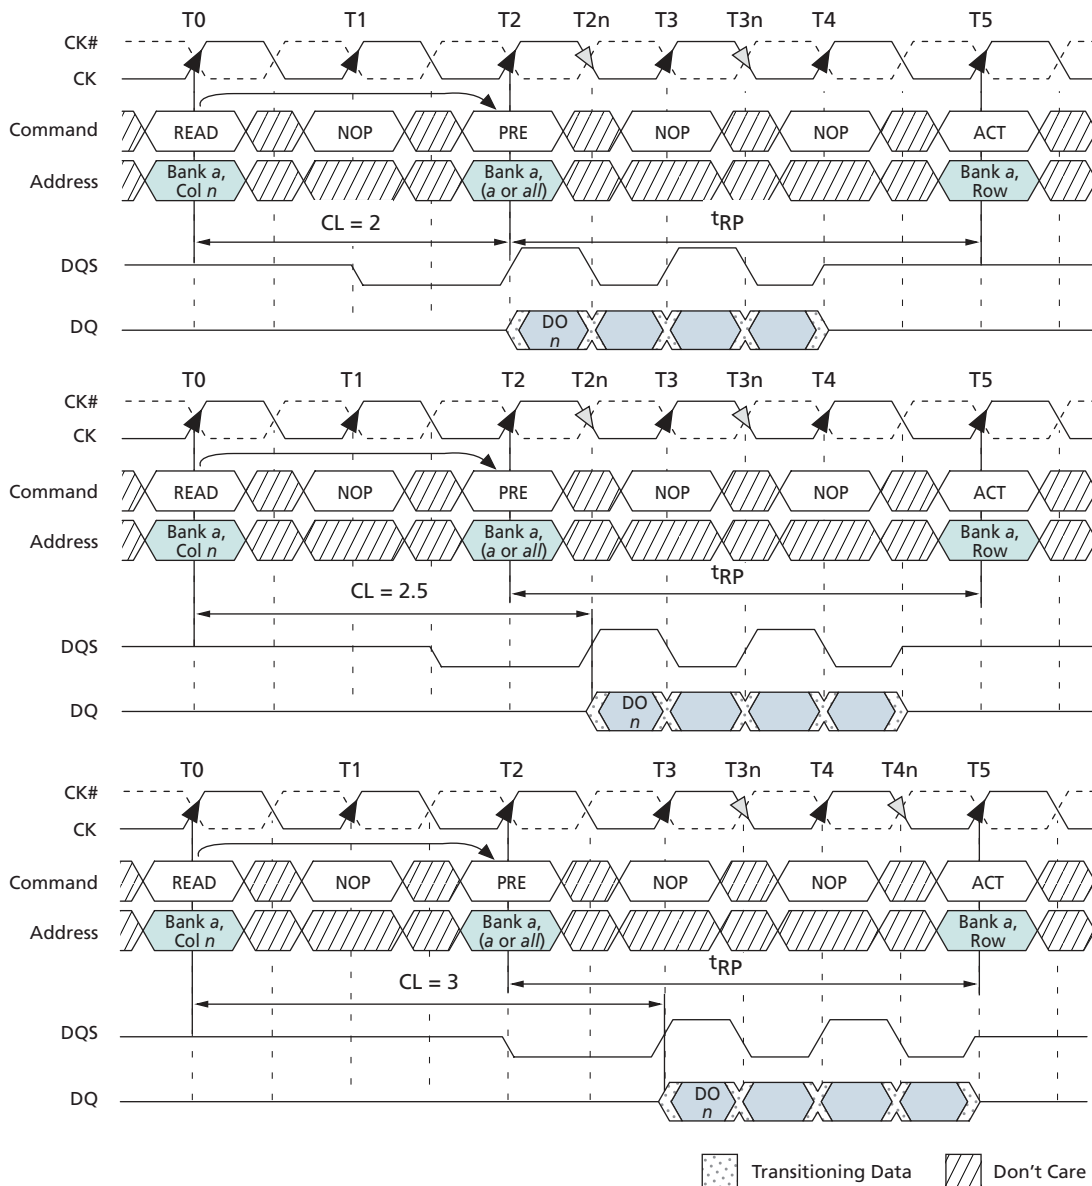 T0 T1 T2 T2n T3 T3n T4 T5
CK#
CK
Command READ NOP PRE NOP NOP ACT
Address Bank a, Col n Bank a, (a or all) Bank a, Row
CL = 2 tRP
DQS
DQ DO n
T0 T1 T2 T2n T3 T3n T4 T5
CK#
CK
Command READ NOP PRE NOP NOP ACT
Address Bank a, Col n Bank a, (a or all) Bank a, Row
CL = 2.5 tRP
DQS
DQ DO n
T0 T1 T2 T3 T3n T4 T4n T5
CK#
CK
Command READ NOP PRE NOP NOP ACT
Address Bank a, Col n Bank a, (a or all) Bank a, Row
CL = 3 tRP
DQS
DQ DO n
Transitioning Data Don't Care